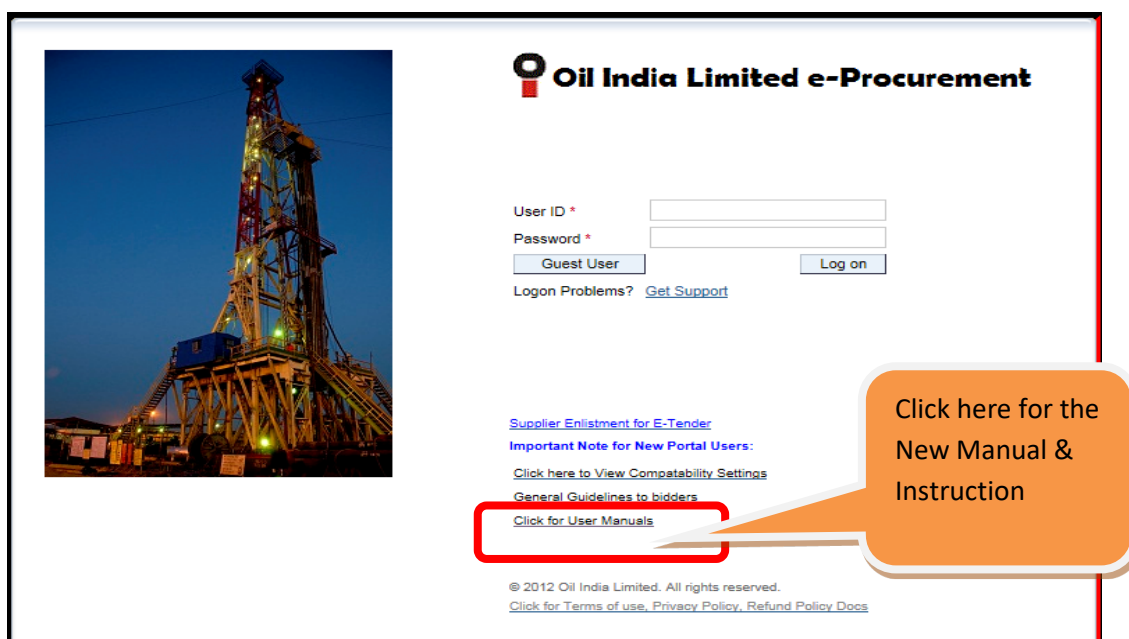 Oil India Limited e-Procurement
User ID *
Password *
Guest User
Log on
Logon Problems? Get Support
Supplier Enlistment for E-Tender
Important Note for New Portal Users:
Click here to View Compatability Settings
General Guidelines to bidders
Click for User Manuals
Click here for the
New Manual &
Instruction
© 2012 Oil India Limited. All rights reserved.
Click for Terms of use, Privacy Policy, Refund Policy Docs